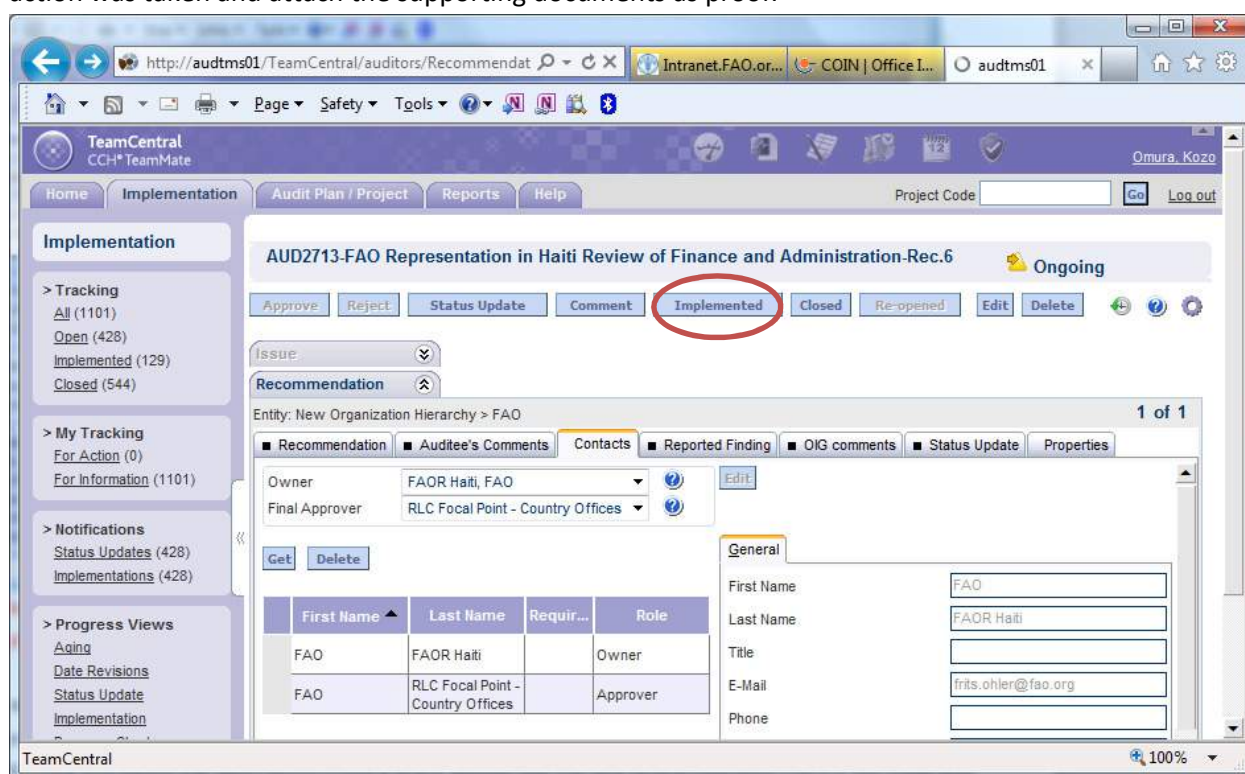 action was taken and attach the supporting documents as proof.
http://audtms01/TeamCentral/auditors/Recommendat
Intranet.FAO.or...
COIN | Office I...
audtms01
Page Safety Tools
TeamCentral
CCH® TeamMate
Omura, Kozo
Home Implementation Audit Plan / Project Reports Help Project Code Go Log out
Implementation
AUD2713-FAO Representation in Haiti Review of Finance and Administration-Rec.6 Ongoing
Approve Reject Status Update Comment Implemented Closed Re-opened Edit Delete
> Tracking
All (1101)
Open (428)
Implemented (129)
Closed (544)
> My Tracking
For Action (0)
For Information (1101)
> Notifications
Status Updates (428)
Implementations (428)
> Progress Views
Aging
Date Revisions
Status Update
Implementation
Issue
Recommendation
Entity: New Organization Hierarchy > FAO 1 of 1
Recommendation Auditee's Comments Contacts Reported Finding OIG comments Status Update Properties
Owner FAOR Haiti, FAO
Final Approver RLC Focal Point - Country Offices
Edit
Get Delete
First Name Last Name Requir... Role
FAO FAOR Haiti Owner
FAO RLC Focal Point - Country Offices Approver
General
First Name FAO
Last Name FAOR Haiti
Title
E-Mail frits.ohler@fao.org
Phone
TeamCentral 100%